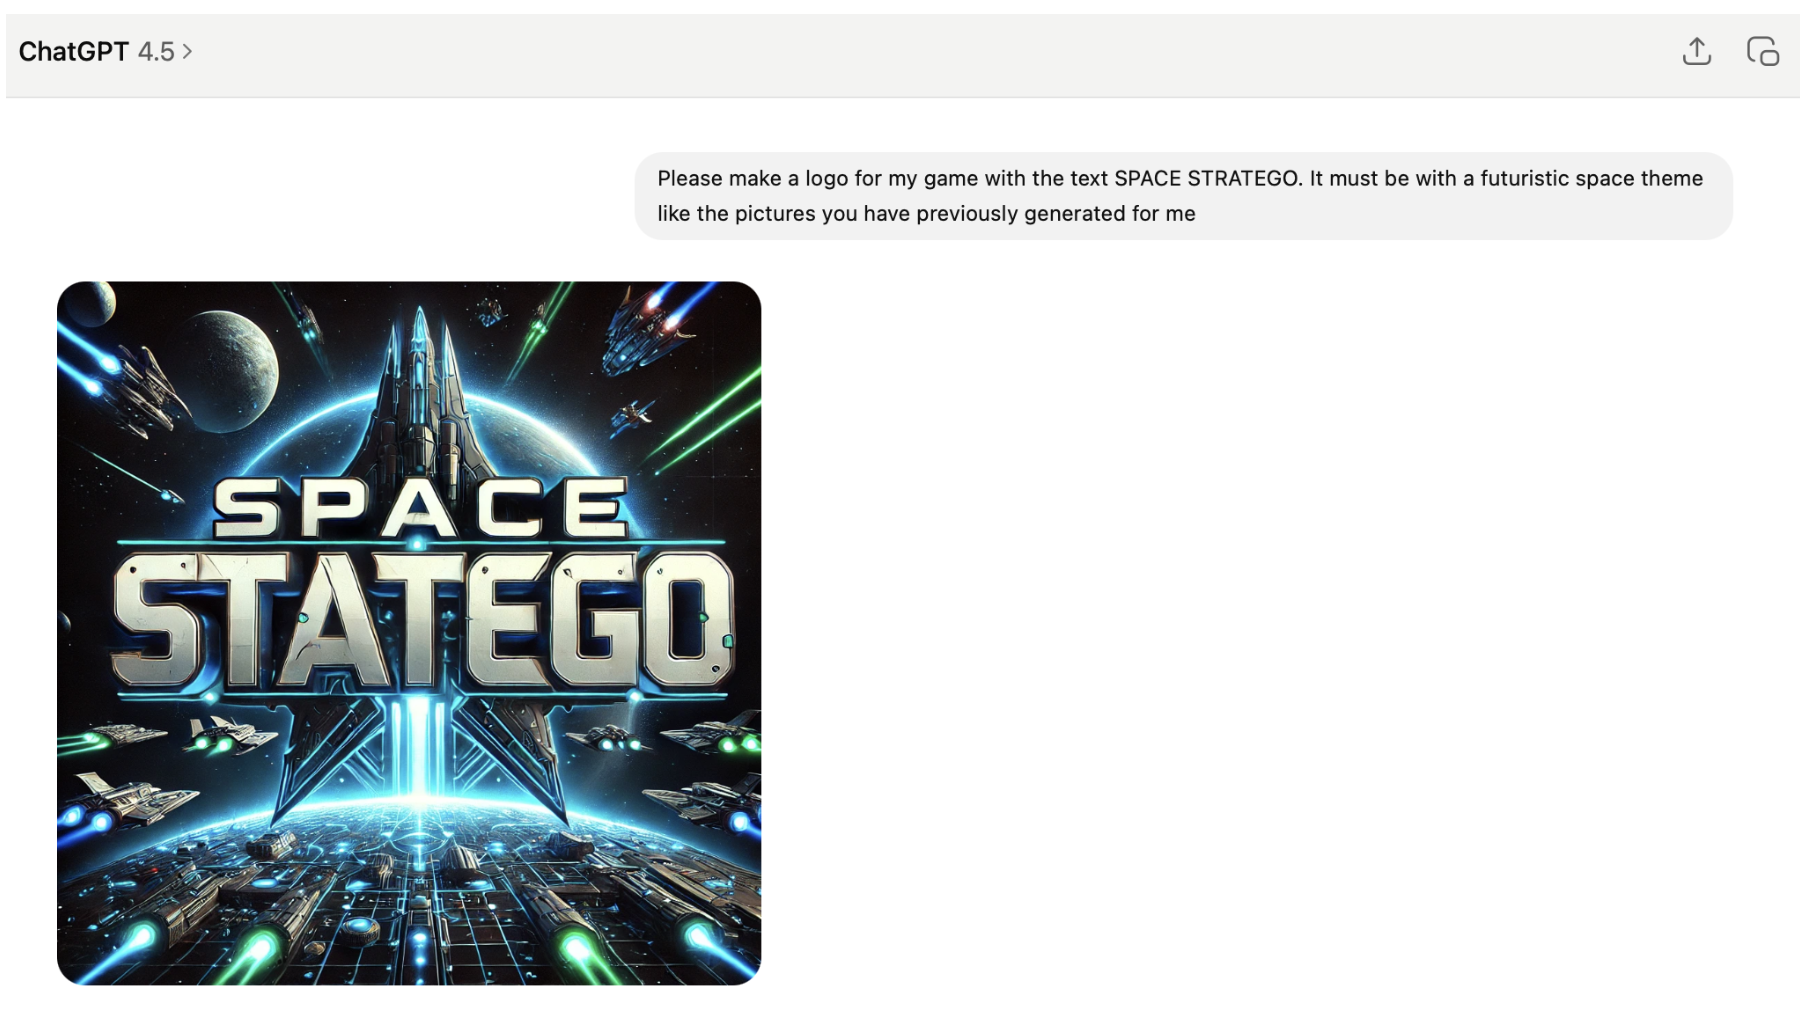 ChatGPT 4.5
Please make a logo for my game with the text SPACE STRATEGO. It must be with a futuristic space theme
like the pictures you have previously generated for me
SPACE
STATEGO